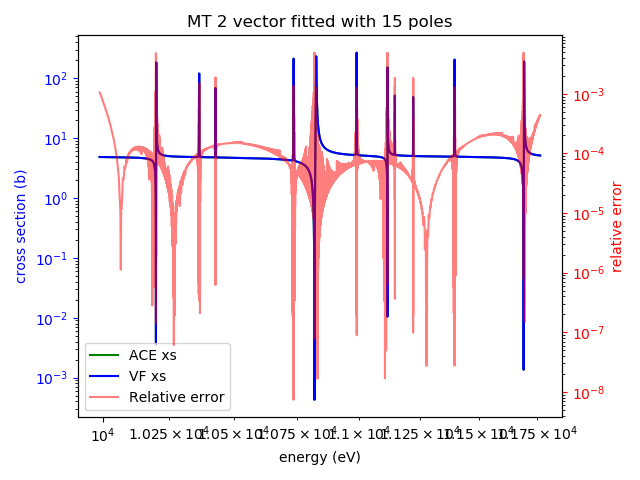 MT 2 vector fitted with 15 poles
cross section (b)
10²
10¹
10⁰
10⁻¹
10⁻²
10⁻³
relative error
10⁻³
10⁻⁴
10⁻⁵
10⁻⁶
10⁻⁷
10⁻⁸
ACE xs
VF xs
Relative error
10⁴ 1.025 × 10⁴ 1.05 × 10⁴ 1.075 × 10⁴ 1.1 × 10⁴ 1.125 × 10⁴ 1.15 × 10⁴ 1.175 × 10⁴
energy (eV)